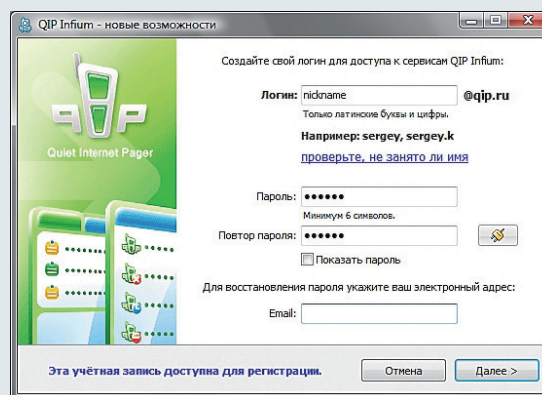 QIP Infium - новые возможности
Quiet Internet Pager
Создайте свой логин для доступа к сервисам QIP Infium:
Логин: nickname @qip.ru
Только латинские буквы и цифры.
Например: sergey, sergey.k
проверьте, не занято ли имя
Пароль: ••••••
Минимум 6 символов.
Повтор пароля: ••••••
Показать пароль
Для восстановления пароля укажите ваш электронный адрес:
Email:
Эта учётная запись доступна для регистрации.
Отмена
Далее >